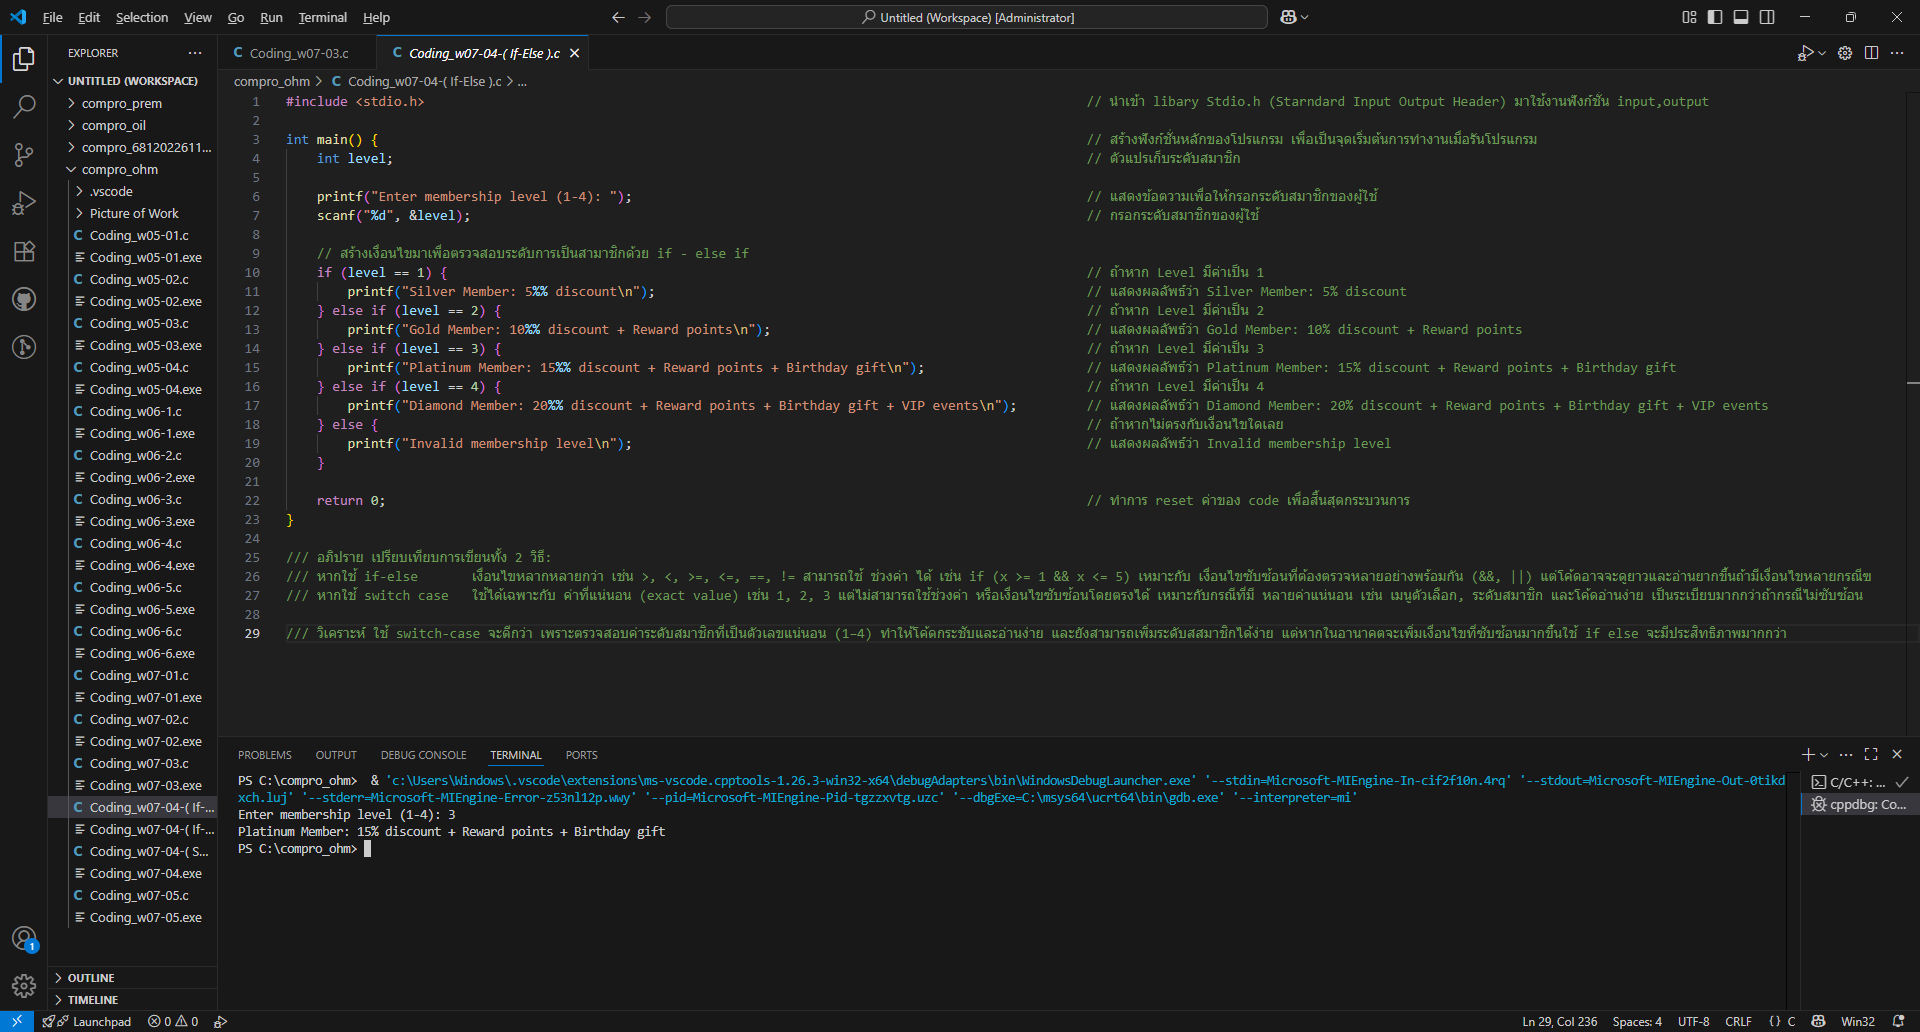 File Edit Selection View Go Run Terminal Help
Untitled (Workspace) [Administrator]
EXPLORER
UNTITLED (WORKSPACE)
compro_prem
compro_oil
compro_6812022611...
compro_ohm
.vscode
Picture of Work
Coding_w05-01.c
Coding_w05-01.exe
Coding_w05-02.c
Coding_w05-02.exe
Coding_w05-03.c
Coding_w05-03.exe
Coding_w05-04.c
Coding_w05-04.exe
Coding_w06-1.c
Coding_w06-1.exe
Coding_w06-2.c
Coding_w06-2.exe
Coding_w06-3.c
Coding_w06-3.exe
Coding_w06-4.c
Coding_w06-4.exe
Coding_w06-5.c
Coding_w06-5.exe
Coding_w06-6.c
Coding_w06-6.exe
Coding_w07-01.c
Coding_w07-01.exe
Coding_w07-02.c
Coding_w07-02.exe
Coding_w07-03.c
Coding_w07-03.exe
Coding_w07-04-( If-...
Coding_w07-04-( If-...
Coding_w07-04-( S...
Coding_w07-04.exe
Coding_w07-05.c
Coding_w07-05.exe
OUTLINE
TIMELINE
Coding_w07-03.c Coding_w07-04-( If-Else ).c
compro_ohm > Coding_w07-04-( If-Else ).c > ...
1 #include <stdio.h> // นำเข้า libary Stdio.h (Starndard Input Output Header) มาใช้งานฟังก์ชั่น input,output
2
3 int main() { // สร้างฟังก์ชั่นหลักของโปรแกรม เพื่อเป็นจุดเริ่มต้นการทำงานเมื่อรันโปรแกรม
4 int level; // ตัวแปรเก็บระดับสมาชิก
5
6 printf("Enter membership level (1-4): "); // แสดงข้อความเพื่อให้กรอกระดับสมาชิกของผู้ใช้
7 scanf("%d", &level); // กรอกระดับสมาชิกของผู้ใช้
8
9 // สร้างเงื่อนไขมาเพื่อตรวจสอบระดับการเป็นสามาชิกด้วย if - else if
10 if (level == 1) { // ถ้าหาก Level มีค่าเป็น 1
11 printf("Silver Member: 5%% discount\n"); // แสดงผลลัพธ์ว่า Silver Member: 5% discount
12 } else if (level == 2) { // ถ้าหาก Level มีค่าเป็น 2
13 printf("Gold Member: 10%% discount + Reward points\n"); // แสดงผลลัพธ์ว่า Gold Member: 10% discount + Reward points
14 } else if (level == 3) { // ถ้าหาก Level มีค่าเป็น 3
15 printf("Platinum Member: 15%% discount + Reward points + Birthday gift\n"); // แสดงผลลัพธ์ว่า Platinum Member: 15% discount + Reward points + Birthday gift
16 } else if (level == 4) { // ถ้าหาก Level มีค่าเป็น 4
17 printf("Diamond Member: 20%% discount + Reward points + Birthday gift + VIP events\n"); // แสดงผลลัพธ์ว่า Diamond Member: 20% discount + Reward points + Birthday gift + VIP events
18 } else { // ถ้าหากไม่ตรงกับเงื่อนไขใดเลย
19 printf("Invalid membership level\n"); // แสดงผลลัพธ์ว่า Invalid membership level
20 }
21
22 return 0; // ทำการ reset ค่าของ code เพื่อสิ้นสุดกระบวนการ
23 }
24
25 /// อภิปราย เปรียบเทียบการเขียนทั้ง 2 วิธี:
26 /// หากใช้ if-else เงื่อนไขหลากหลายกว่า เช่น >, <, >=, <=, ==, != สามารถใช้ ช่วงค่า ได้ เช่น if (x >= 1 && x <= 5) เหมาะกับ เงื่อนไขซับซ้อนที่ต้องตรวจหลายอย่างพร้อมกัน (&&, ||) แต่โค้ดอาจจะดูยาวและอ่านยากขึ้นถ้ามีเงื่อนไขหลายกรณีข
27 /// หากใช้ switch case ใช้ได้เฉพาะกับ ค่าที่แน่นอน (exact value) เช่น 1, 2, 3 แต่ไม่สามารถใช้ช่วงค่า หรือเงื่อนไขซับซ้อนโดยตรงได้ เหมาะกับกรณีที่มี หลายค่าแน่นอน เช่น เมนูตัวเลือก, ระดับสมาชิก และโค้ดอ่านง่าย เป็นระเบียบมากกว่าถ้ากรณีไม่ซับซ้อน
28
29 /// วิเคราะห์ ใช้ switch-case จะดีกว่า เพราะตรวจสอบค่าระดับสมาชิกที่เป็นตัวเลขแน่นอน (1–4) ทำให้โค้ดกระชับและอ่านง่าย และยังสามารถเพิ่มระดับสสมาชิกได้ง่าย แต่หากในอานาคตจะเพิ่มเงื่อนไขที่ซับซ้อนมากขึ้นใช้ if else จะมีประสิทธิภาพมากกว่า
PROBLEMS OUTPUT DEBUG CONSOLE TERMINAL PORTS
PS C:\compro_ohm> & 'c:\Users\Windows\.vscode\extensions\ms-vscode.cpptools-1.26.3-win32-x64\debugAdapters\bin\WindowsDebugLauncher.exe' '--stdin=Microsoft-MIEngine-In-cif2f10n.4rq' '--stdout=Microsoft-MIEngine-Out-0tikd
xch.luj' '--stderr=Microsoft-MIEngine-Error-z53nl12p.wwy' '--pid=Microsoft-MIEngine-Pid-tgzzxvtg.uzc' '--dbgExe=C:\msys64\ucrt64\bin\gdb.exe' '--interpreter=mi'
Enter membership level (1-4): 3
Platinum Member: 15% discount + Reward points + Birthday gift
PS C:\compro_ohm>
C/C++: ...
cppdbg: Co...
1
Launchpad 0 0
Ln 29, Col 236 Spaces: 4 UTF-8 CRLF {} C Win32